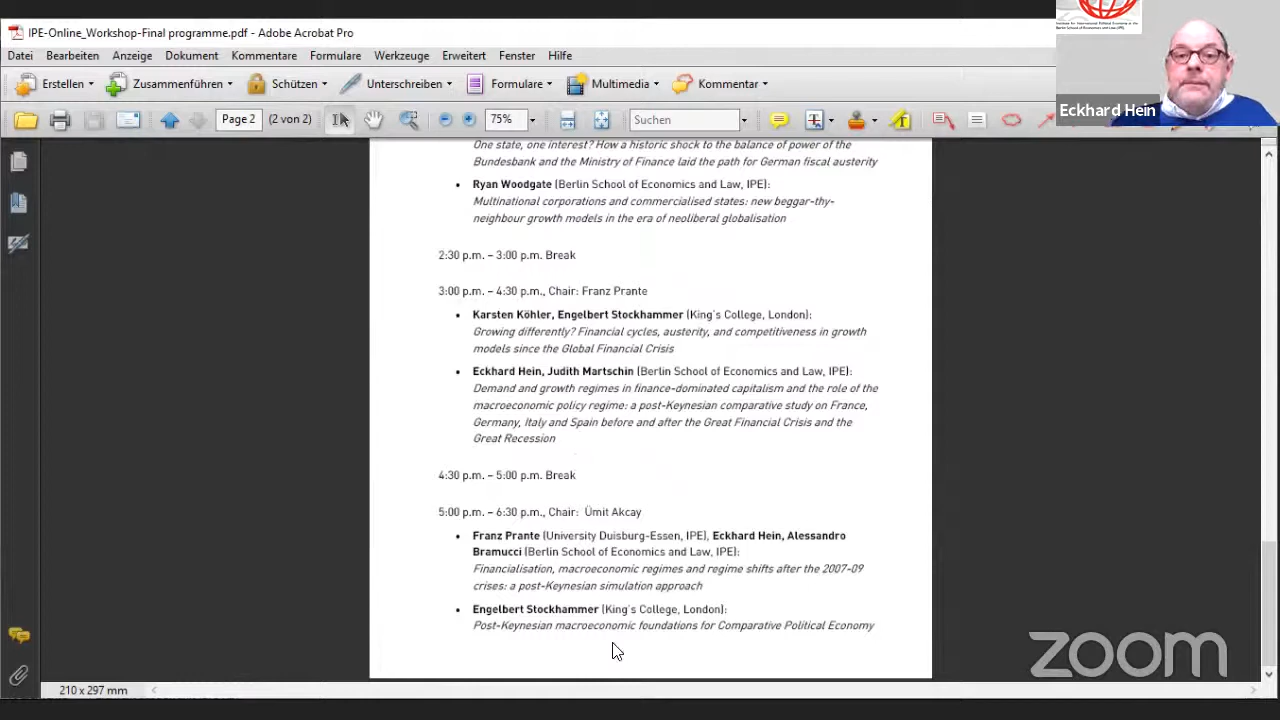 IPE-Online_Workshop-Final programme.pdf - Adobe Acrobat Pro
Datei Bearbeiten Anzeige Dokument Kommentare Formulare Werkzeuge Erweitert Fenster Hilfe
Erstellen Zusammenführen Schützen Unterschreiben Formulare Multimedia Kommentar
Page 2 (2 von 2) 75% Suchen
Berlin School of Economics and Law (IPE)
Eckhard Hein
One state, one interest? How a historic shock to the balance of power of the
Bundesbank and the Ministry of Finance laid the path for German fiscal austerity
• Ryan Woodgate (Berlin School of Economics and Law, IPE):
Multinational corporations and commercialised states: new beggar-thy-
neighbour growth models in the era of neoliberal globalisation
2:30 p.m. – 3:00 p.m. Break
3:00 p.m. – 4:30 p.m., Chair: Franz Prante
• Karsten Köhler, Engelbert Stockhammer (King's College, London):
Growing differently? Financial cycles, austerity, and competitiveness in growth
models since the Global Financial Crisis
• Eckhard Hein, Judith Martschin (Berlin School of Economics and Law, IPE):
Demand and growth regimes in finance-dominated capitalism and the role of the
macroeconomic policy regime: a post-Keynesian comparative study on France,
Germany, Italy and Spain before and after the Great Financial Crisis and the
Great Recession
4:30 p.m. – 5:00 p.m. Break
5:00 p.m. – 6:30 p.m., Chair: Ümit Akcay
• Franz Prante (University Duisburg-Essen, IPE), Eckhard Hein, Alessandro
Bramucci (Berlin School of Economics and Law, IPE):
Financialisation, macroeconomic regimes and regime shifts after the 2007-09
crises: a post-Keynesian simulation approach
• Engelbert Stockhammer (King's College, London):
Post-Keynesian macroeconomic foundations for Comparative Political Economy
zoom
210 x 297 mm